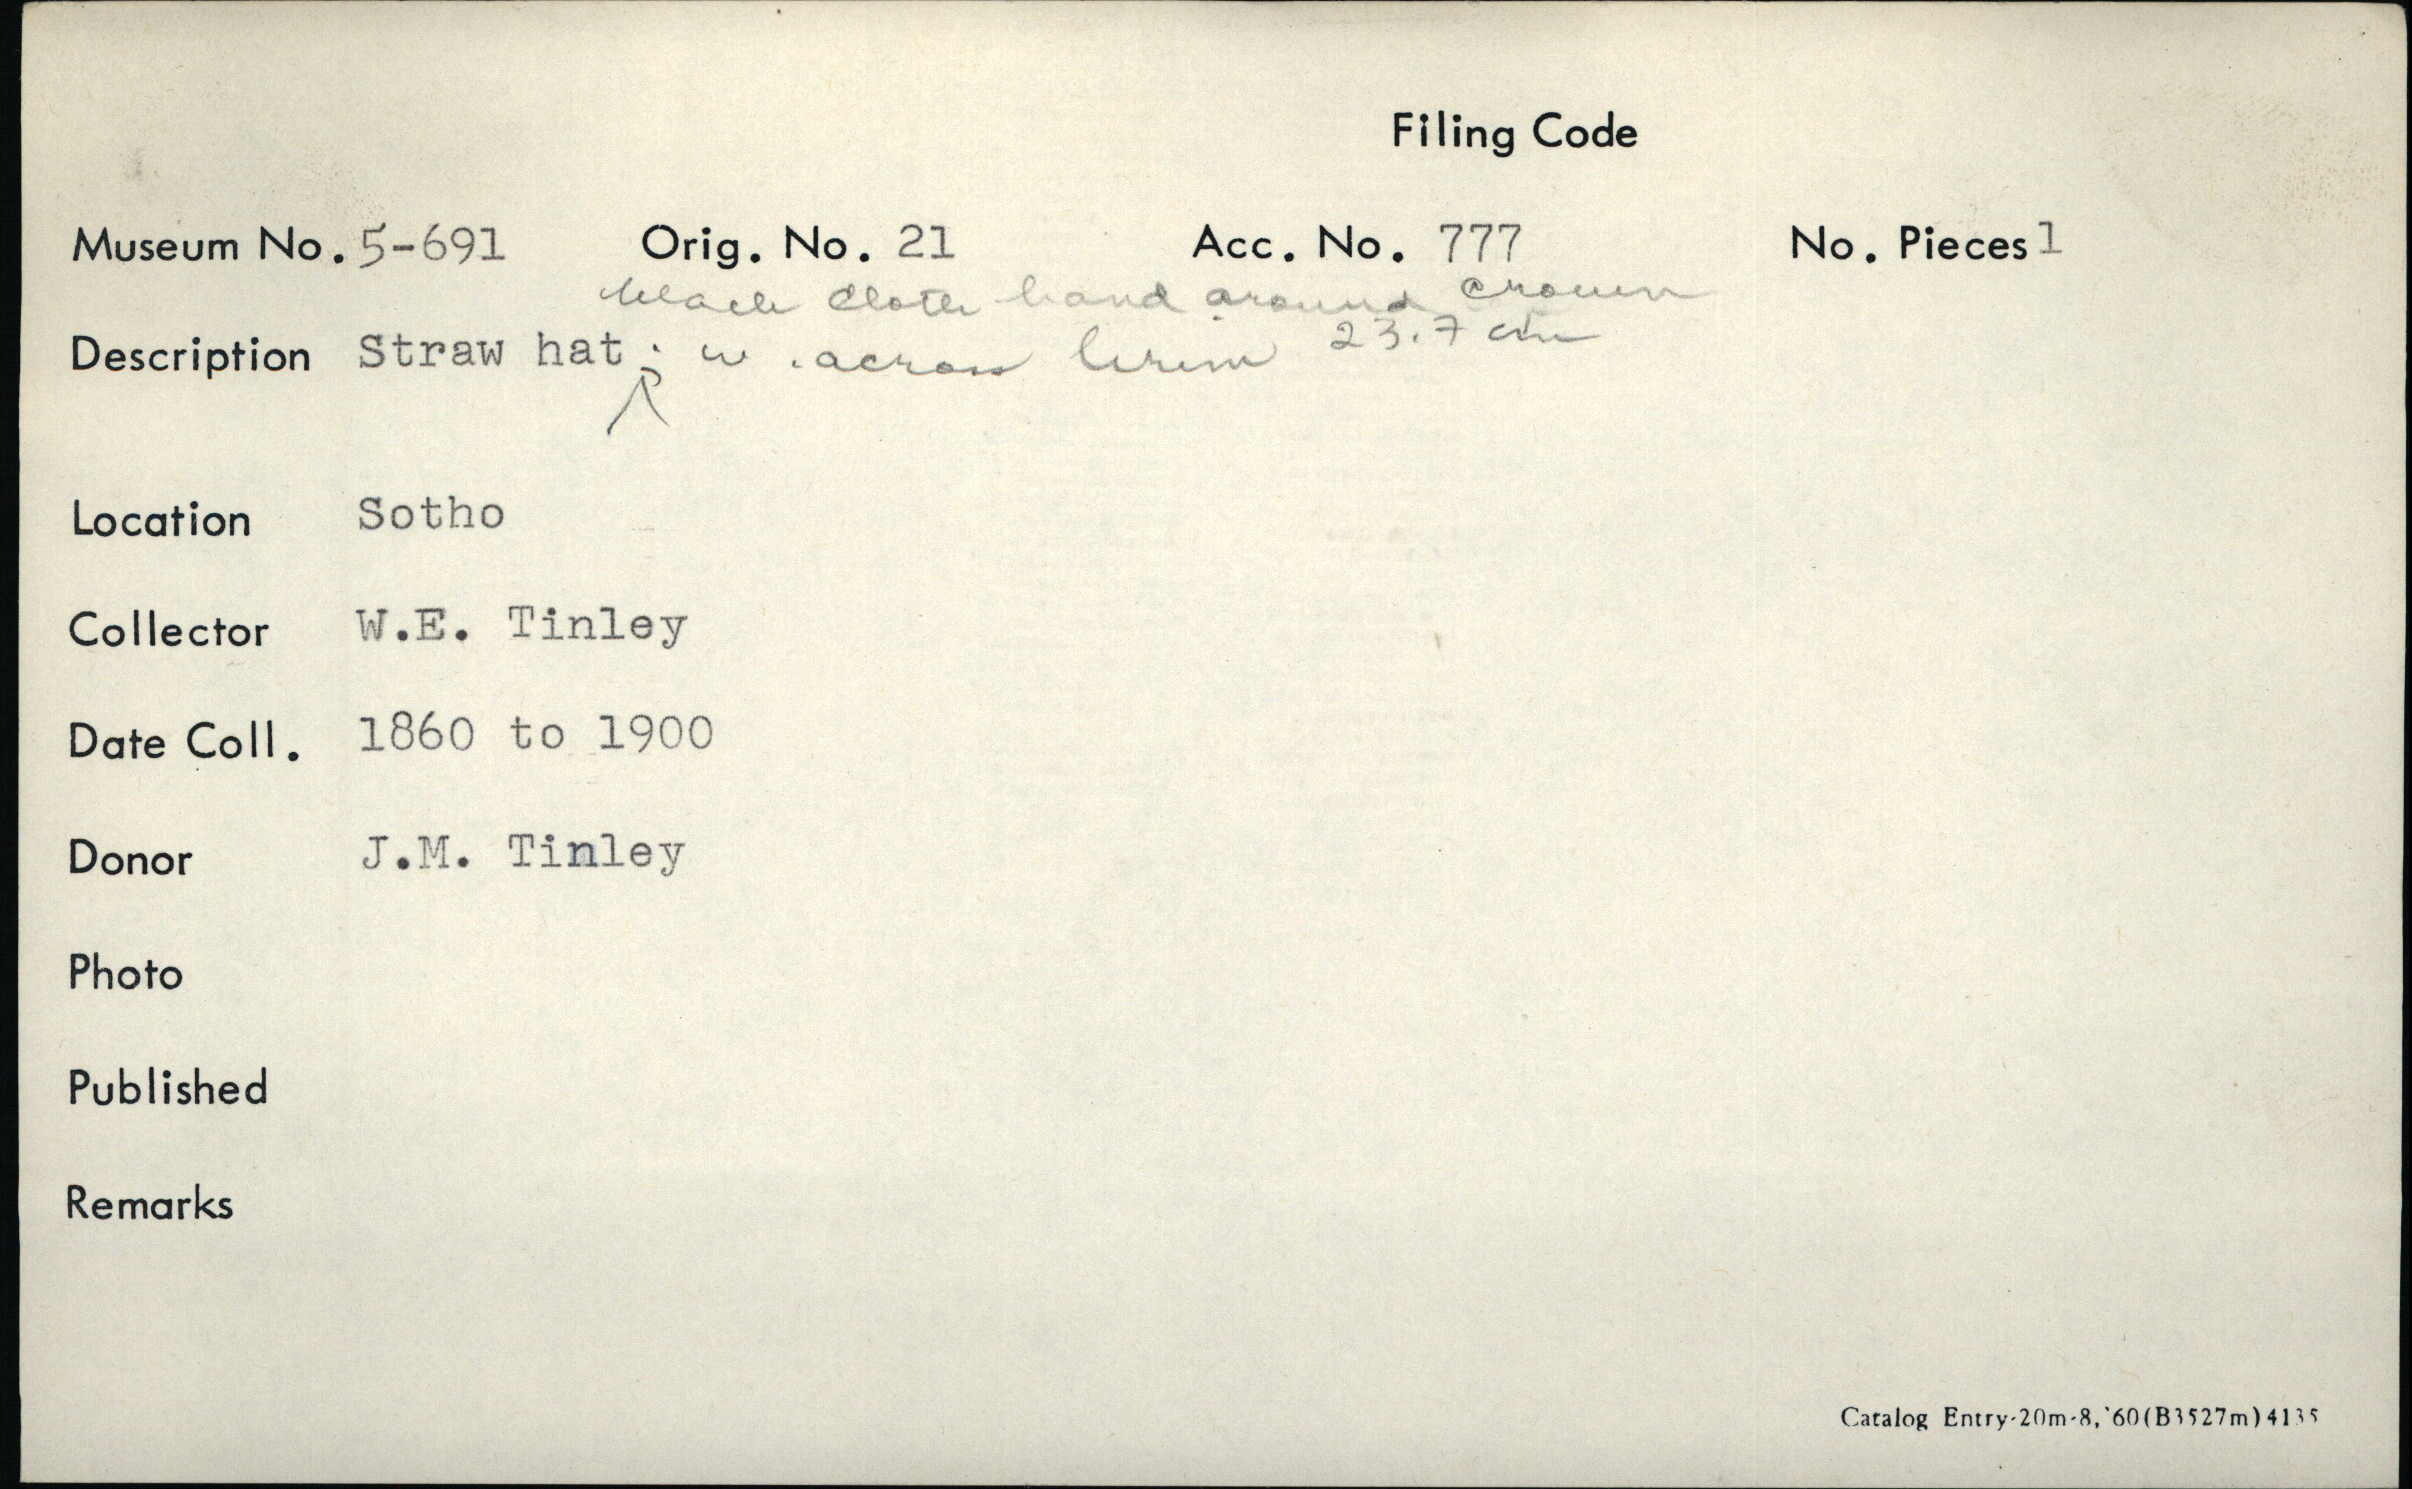 Filing Code
Museum No. 5-691 Orig. No. 21 Acc. No. 777 No. Pieces 1
black cloth band around crown
Description Straw hat; w. across brim 23.7 cm
Location Sotho
Collector W.E. Tinley
Date Coll. 1860 to 1900
Donor J.M. Tinley
Photo
Published
Remarks
Catalog Entry-20m-8,'60(B3527m)4135